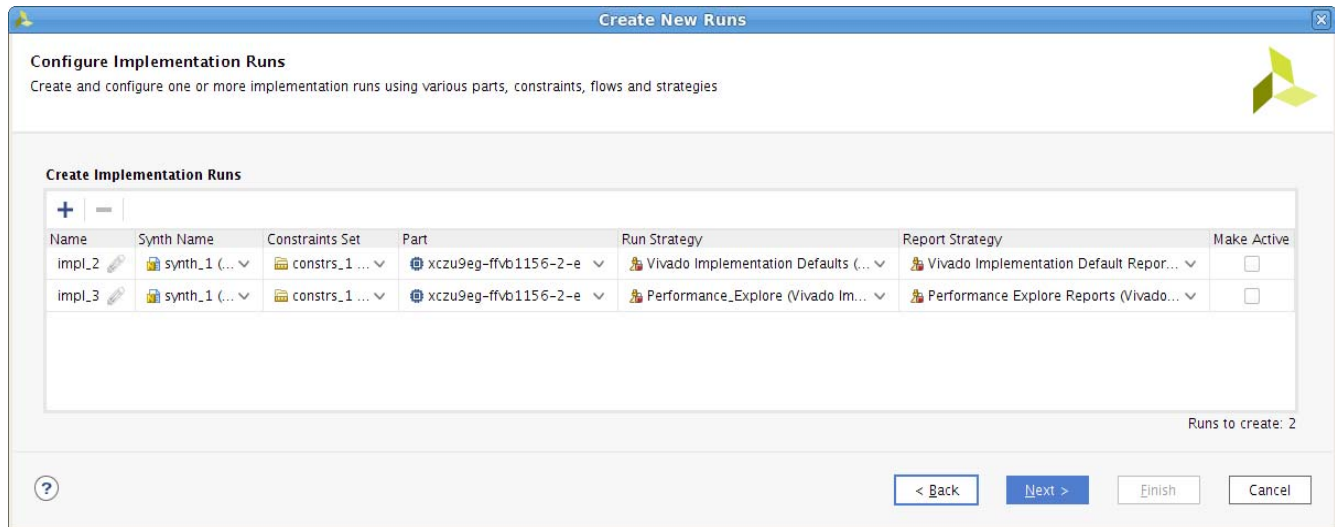 Create New Runs
Configure Implementation Runs
Create and configure one or more implementation runs using various parts, constraints, flows and strategies
Create Implementation Runs
Name Synth Name Constraints Set Part Run Strategy Report Strategy Make Active
impl_2 synth_1 (... constrs_1 ... xczu9eg-ffvb1156-2-e Vivado Implementation Defaults (... Vivado Implementation Default Repor...
impl_3 synth_1 (... constrs_1 ... xczu9eg-ffvb1156-2-e Performance_Explore (Vivado Im... Performance Explore Reports (Vivado...
Runs to create: 2
? < Back Next > Finish Cancel